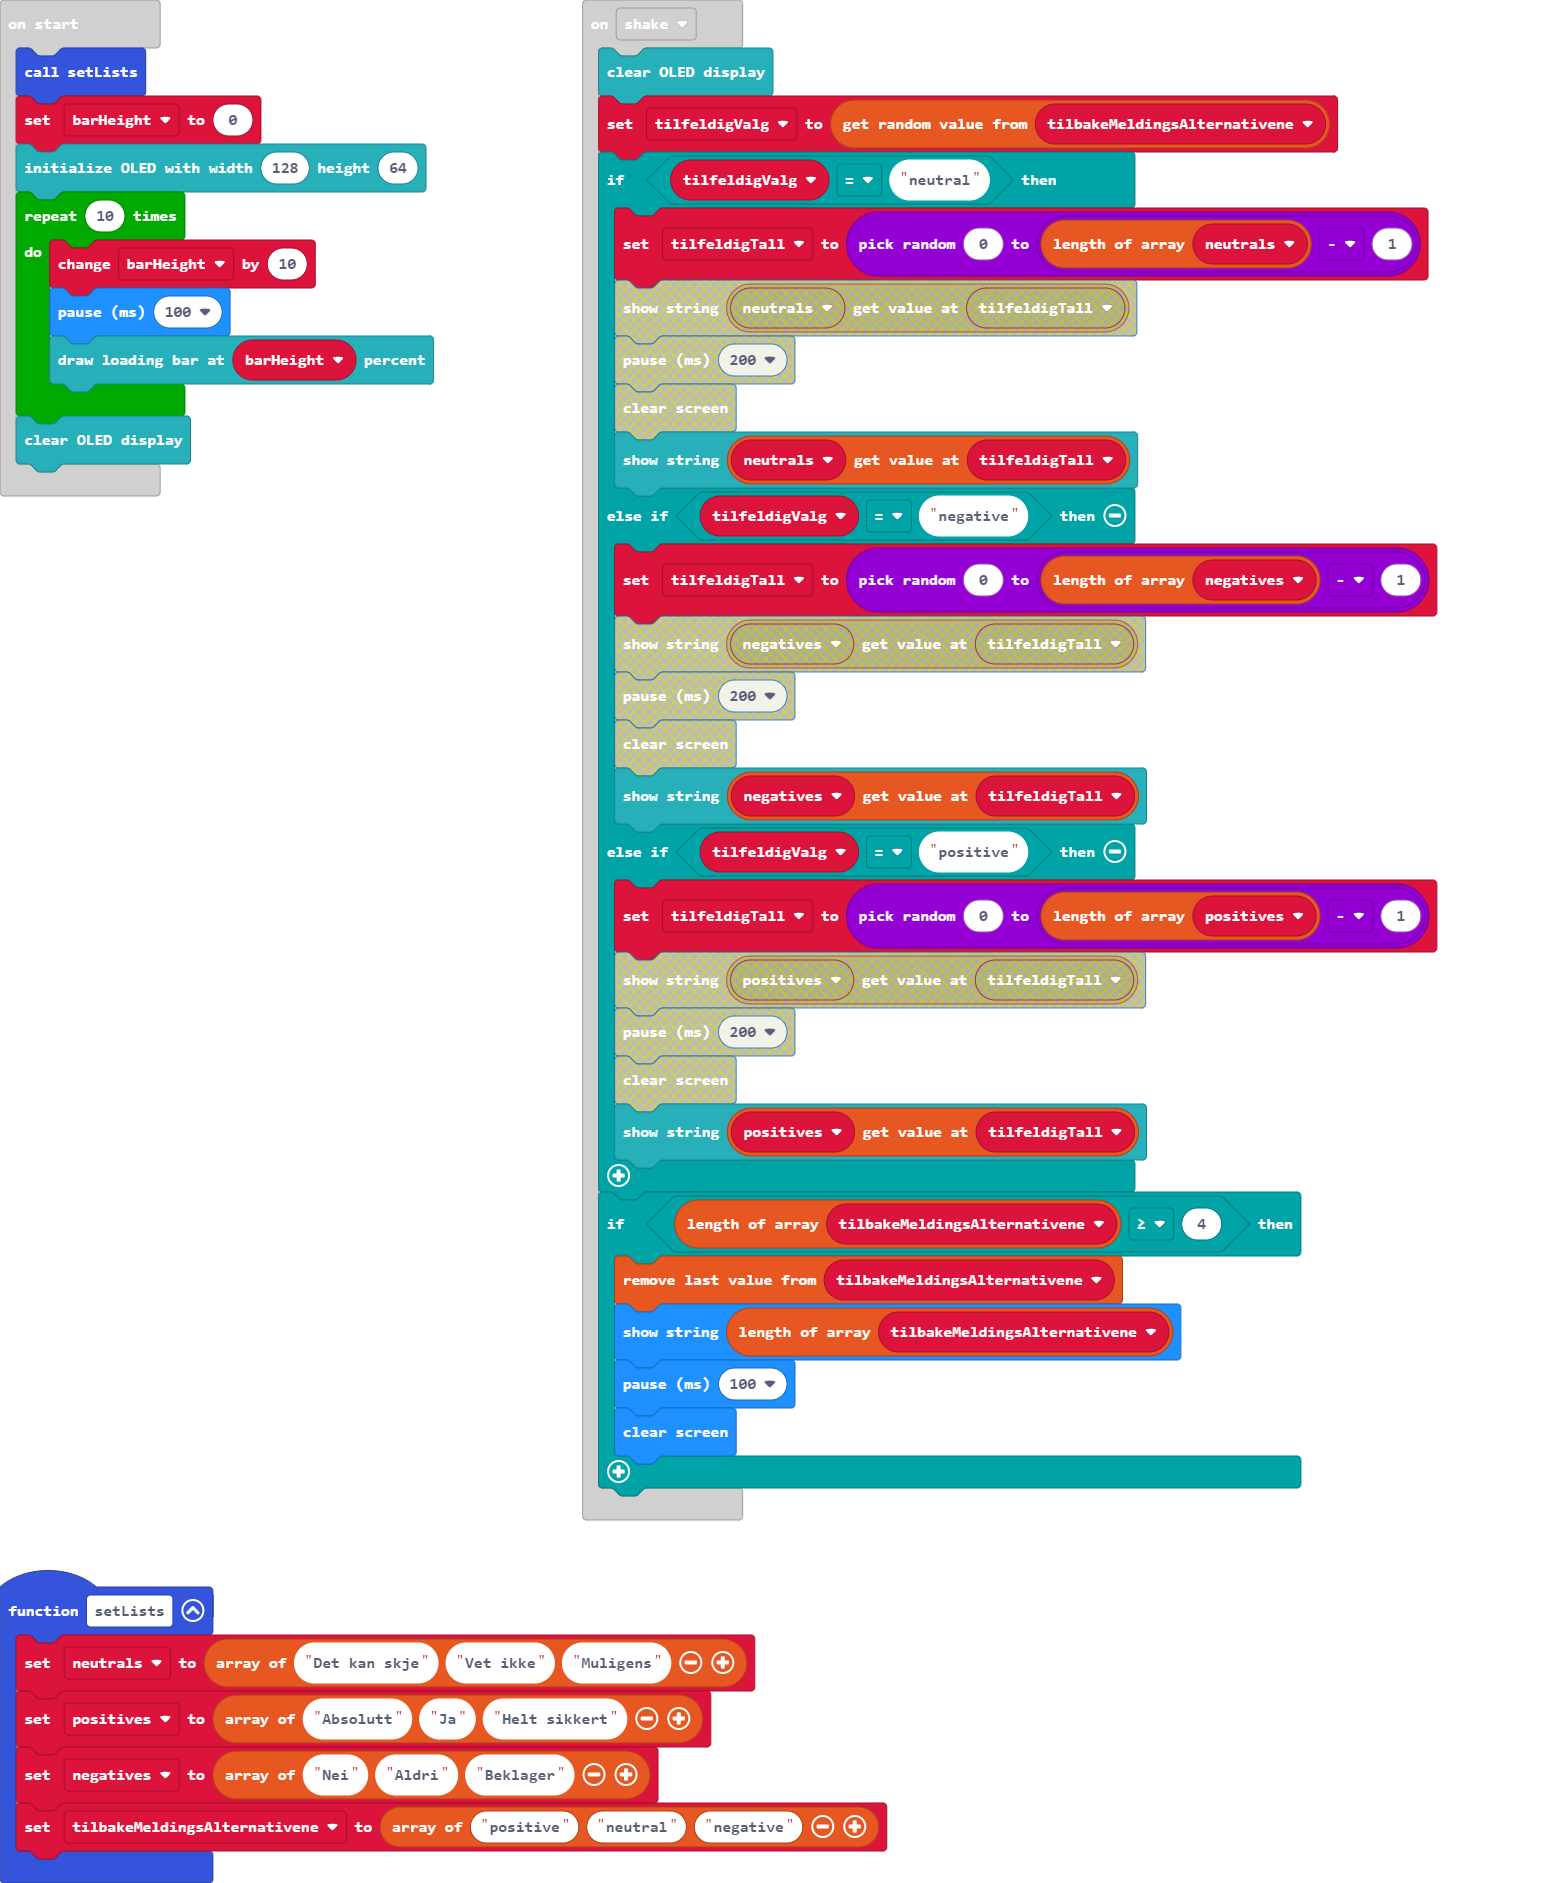 on start
call setLists
set barHeight to 0
initialize OLED with width 128 height 64
repeat 10 times
do
change barHeight by 10
pause (ms) 100
draw loading bar at barHeight percent
clear OLED display
on shake
clear OLED display
set tilfeldigValg to get random value from tilbakeMeldingsAlternativene
if tilfeldigValg = "neutral" then
set tilfeldigTall to pick random 0 to length of array neutrals - 1
show string neutrals get value at tilfeldigTall
pause (ms) 200
clear screen
show string neutrals get value at tilfeldigTall
else if tilfeldigValg = "negative" then
set tilfeldigTall to pick random 0 to length of array negatives - 1
show string negatives get value at tilfeldigTall
pause (ms) 200
clear screen
show string negatives get value at tilfeldigTall
else if tilfeldigValg = "positive" then
set tilfeldigTall to pick random 0 to length of array positives - 1
show string positives get value at tilfeldigTall
pause (ms) 200
clear screen
show string positives get value at tilfeldigTall
if length of array tilbakeMeldingsAlternativene ≥ 4 then
remove last value from tilbakeMeldingsAlternativene
show string length of array tilbakeMeldingsAlternativene
pause (ms) 100
clear screen
function setLists
set neutrals to array of "Det kan skje" "Vet ikke" "Muligens"
set positives to array of "Absolutt" "Ja" "Helt sikkert"
set negatives to array of "Nei" "Aldri" "Beklager"
set tilbakeMeldingsAlternativene to array of "positive" "neutral" "negative"